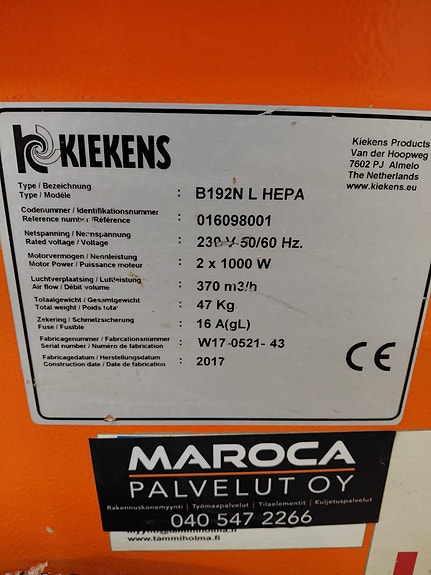 KIEKENS
Kiekens Products
Van der Hoopweg
7602 PJ Almelo
The Netherlands
www.kiekens.eu
Type / Bezeichnung
Type / Modèle : B192N L HEPA
Codenummer / Identifikationsnummer
Reference number / Référence : 016098001
Netspanning / Nennspannung
Rated voltage / Voltage : 230 V 50/60 Hz.
Motorvermogen / Nennleistung
Motor Power / Puissance moteur : 2 x 1000 W
Luchtverplaatsing / Luftleistung
Air flow / Débit volume : 370 m3/h
Totaalgewicht / Gesamtgewicht
Total weight / Poids total : 47 Kg
Zekering / Schmelzsicherung
Fuse / Fusible : 16 A(gL)
Fabricagenummer / Fabrcationsnummer
Serial number / Numéro de fabrication : W17-0521-43
Fabricagedatum / Herstellungsdatum
Construction date / Date de fabrication : 2017
CE
MAROCA
PALVELUT OY
Rakennuskonemyynti | Työmaapalvelut | Tilaelementit | Kuljetuspalvelut
040 547 2266
www.tammiholma.fi